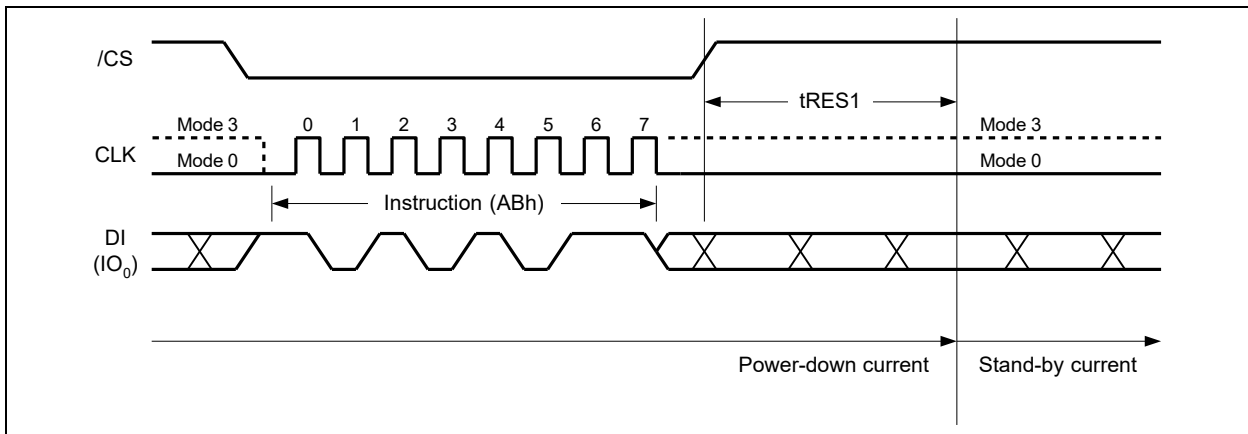 /CS
tRES1
Mode 3 0 1 2 3 4 5 6 7 Mode 3
CLK
Mode 0 Mode 0
Instruction (ABh)
DI
(IO0)
Power-down current Stand-by current